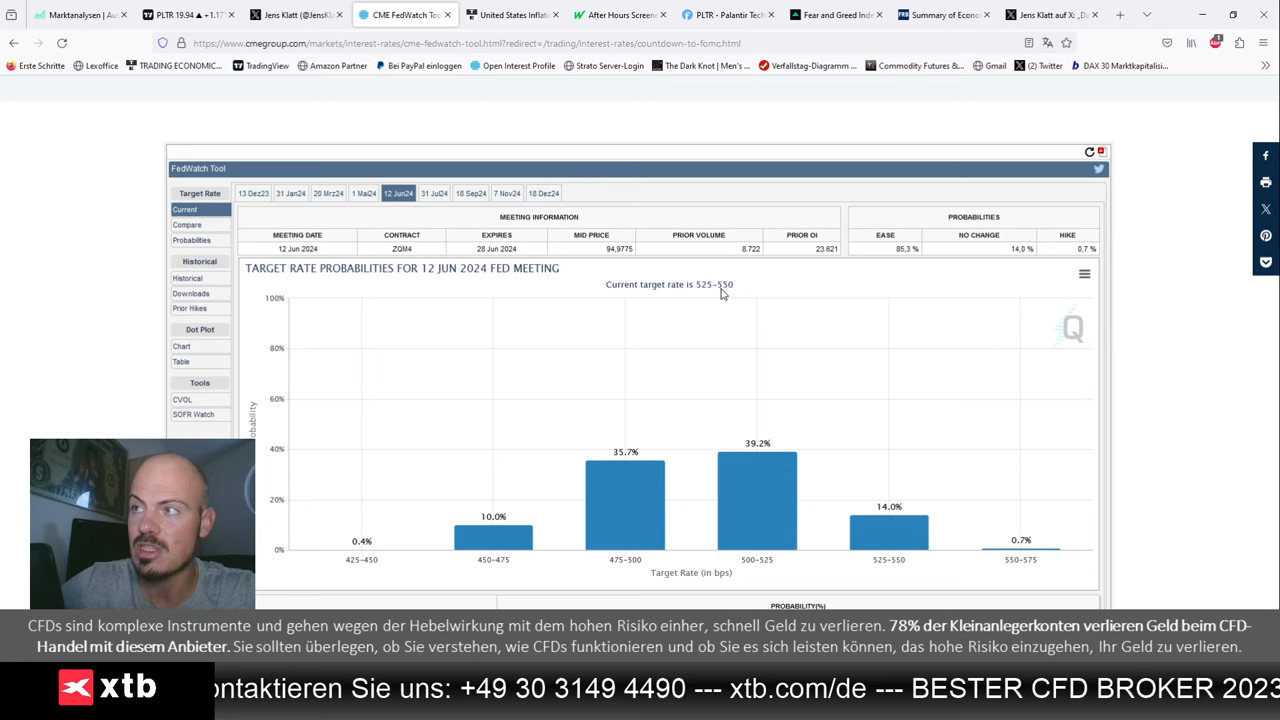 Marktanalysen | Au
PLTR 19.94 ▲ +1.17
Jens Klatt (@JensKl
CME FedWatch Too
United States Inflati
After Hours Screene
PLTR - Palantir Tech
Fear and Greed Inde
Summary of Econo
Jens Klatt auf X: „Da
https://www.cmegroup.com/markets/interest-rates/cme-fedwatch-tool.html?redirect=/trading/interest-rates/countdown-to-fomc.html
Erste Schritte
Lexoffice
TRADING ECONOMIC...
TradingView
Amazon Partner
Bei PayPal einloggen
Open Interest Profile
Strato Server-Login
The Dark Knot | Men's ...
Verfallstag-Diagramm ...
Commodity Futures &...
Gmail
(2) Twitter
DAX 30 Marktkapitalisi...
FedWatch Tool
Target Rate
Current
Compare
Probabilities
Historical
Historical
Downloads
Prior Hikes
Dot Plot
Chart
Table
Tools
CVOL
SOFR Watch
13 Dez23 31 Jan24 20 Mrz24 1 Mai24 12 Jun24 31 Jul24 18 Sep24 7 Nov24 18 Dez24
MEETING INFORMATION
MEETING DATE CONTRACT EXPIRES MID PRICE PRIOR VOLUME PRIOR OI
12 Jun 2024 ZQM4 28 Jun 2024 94,9775 8.722 23.621
PROBABILITIES
EASE NO CHANGE HIKE
85,3 % 14,0 % 0,7 %
TARGET RATE PROBABILITIES FOR 12 JUN 2024 FED MEETING
Current target rate is 525–550
100%
80%
60%
40%
20%
0%
obability
0.4%
10.0%
35.7%
39.2%
14.0%
0.7%
425–450 450–475 475–500 500–525 525–550 550–575
Target Rate (in bps)
Q
PROBABILITY(%)
CFDs sind komplexe Instrumente und gehen wegen der Hebelwirkung mit dem hohen Risiko einher, schnell Geld zu verlieren. 78% der Kleinanlegerkonten verlieren Geld beim CFD-
Handel mit diesem Anbieter. Sie sollten überlegen, ob Sie verstehen, wie CFDs funktionieren und ob Sie es sich leisten können, das hohe Risiko einzugehen, Ihr Geld zu verlieren.
xtb
ontaktieren Sie uns: +49 30 3149 4490 --- xtb.com/de --- BESTER CFD BROKER 2023